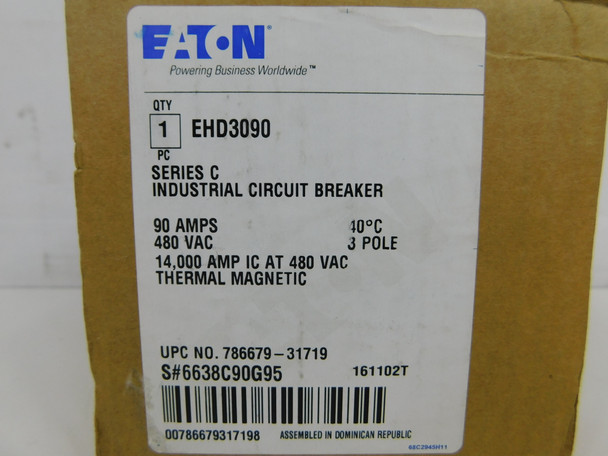 EATON
Powering Business Worldwide™
QTY
1 EHD3090
PC
SERIES C
INDUSTRIAL CIRCUIT BREAKER
90 AMPS 40°C
480 VAC 3 POLE
14,000 AMP IC AT 480 VAC
THERMAL MAGNETIC
UPC NO. 786679-31719
S#6638C90G95 161102T
00786679317198 ASSEMBLED IN DOMINICAN REPUBLIC
6EC2945H11